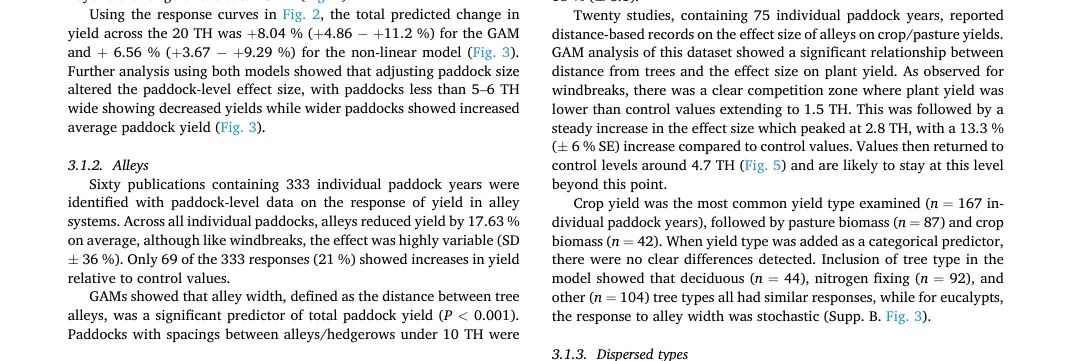 Using the response curves in Fig. 2, the total predicted change in
yield across the 20 TH was +8.04 % (+4.86 − +11.2 %) for the GAM
and + 6.56 % (+3.67 − +9.29 %) for the non-linear model (Fig. 3).
Further analysis using both models showed that adjusting paddock size
altered the paddock-level effect size, with paddocks less than 5–6 TH
wide showing decreased yields while wider paddocks showed increased
average paddock yield (Fig. 3).
3.1.2. Alleys
Sixty publications containing 333 individual paddock years were
identified with paddock-level data on the response of yield in alley
systems. Across all individual paddocks, alleys reduced yield by 17.63 %
on average, although like windbreaks, the effect was highly variable (SD
± 36 %). Only 69 of the 333 responses (21 %) showed increases in yield
relative to control values.
GAMs showed that alley width, defined as the distance between tree
alleys, was a significant predictor of total paddock yield (P < 0.001).
Paddocks with spacings between alleys/hedgerows under 10 TH were
Twenty studies, containing 75 individual paddock years, reported
distance-based records on the effect size of alleys on crop/pasture yields.
GAM analysis of this dataset showed a significant relationship between
distance from trees and the effect size on plant yield. As observed for
windbreaks, there was a clear competition zone where plant yield was
lower than control values extending to 1.5 TH. This was followed by a
steady increase in the effect size which peaked at 2.8 TH, with a 13.3 %
(± 6 % SE) increase compared to control values. Values then returned to
control levels around 4.7 TH (Fig. 5) and are likely to stay at this level
beyond this point.
Crop yield was the most common yield type examined (n = 167 in-
dividual paddock years), followed by pasture biomass (n = 87) and crop
biomass (n = 42). When yield type was added as a categorical predictor,
there were no clear differences detected. Inclusion of tree type in the
model showed that deciduous (n = 44), nitrogen fixing (n = 92), and
other (n = 104) tree types all had similar responses, while for eucalypts,
the response to alley width was stochastic (Supp. B. Fig. 3).
3.1.3. Dispersed types